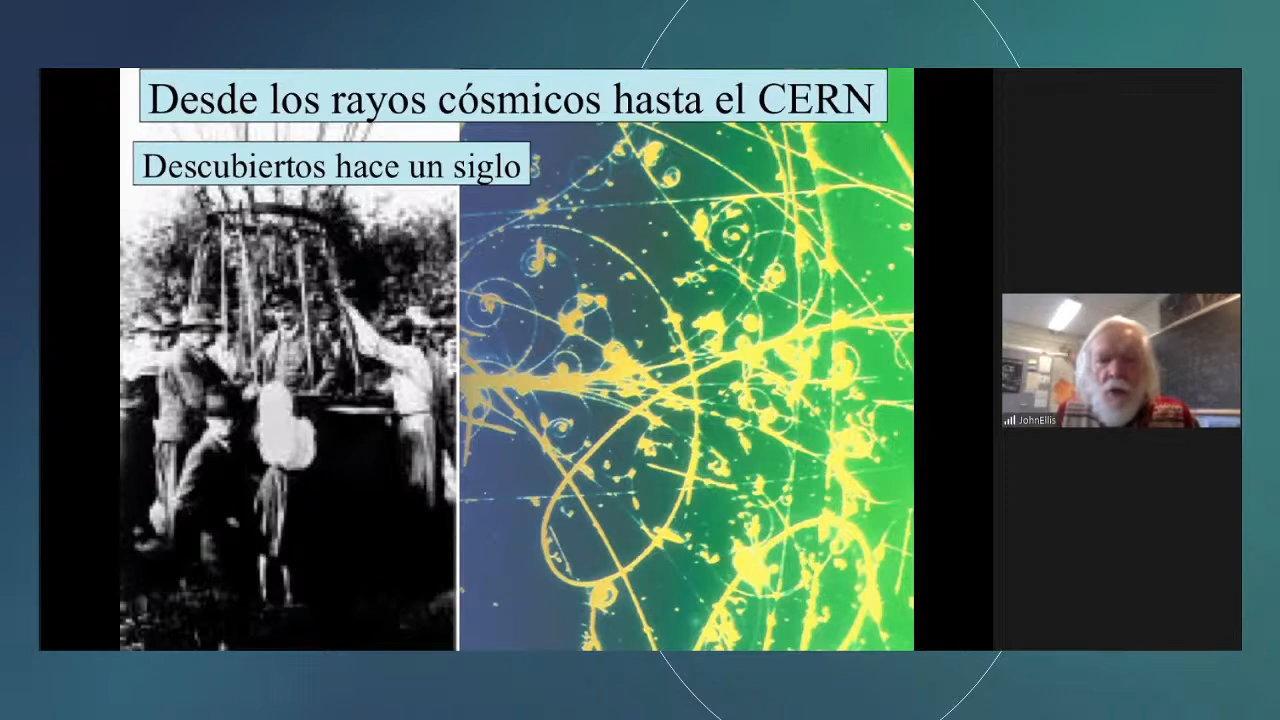 Desde los rayos cósmicos hasta el CERN
Descubiertos hace un siglo
JohnEllis